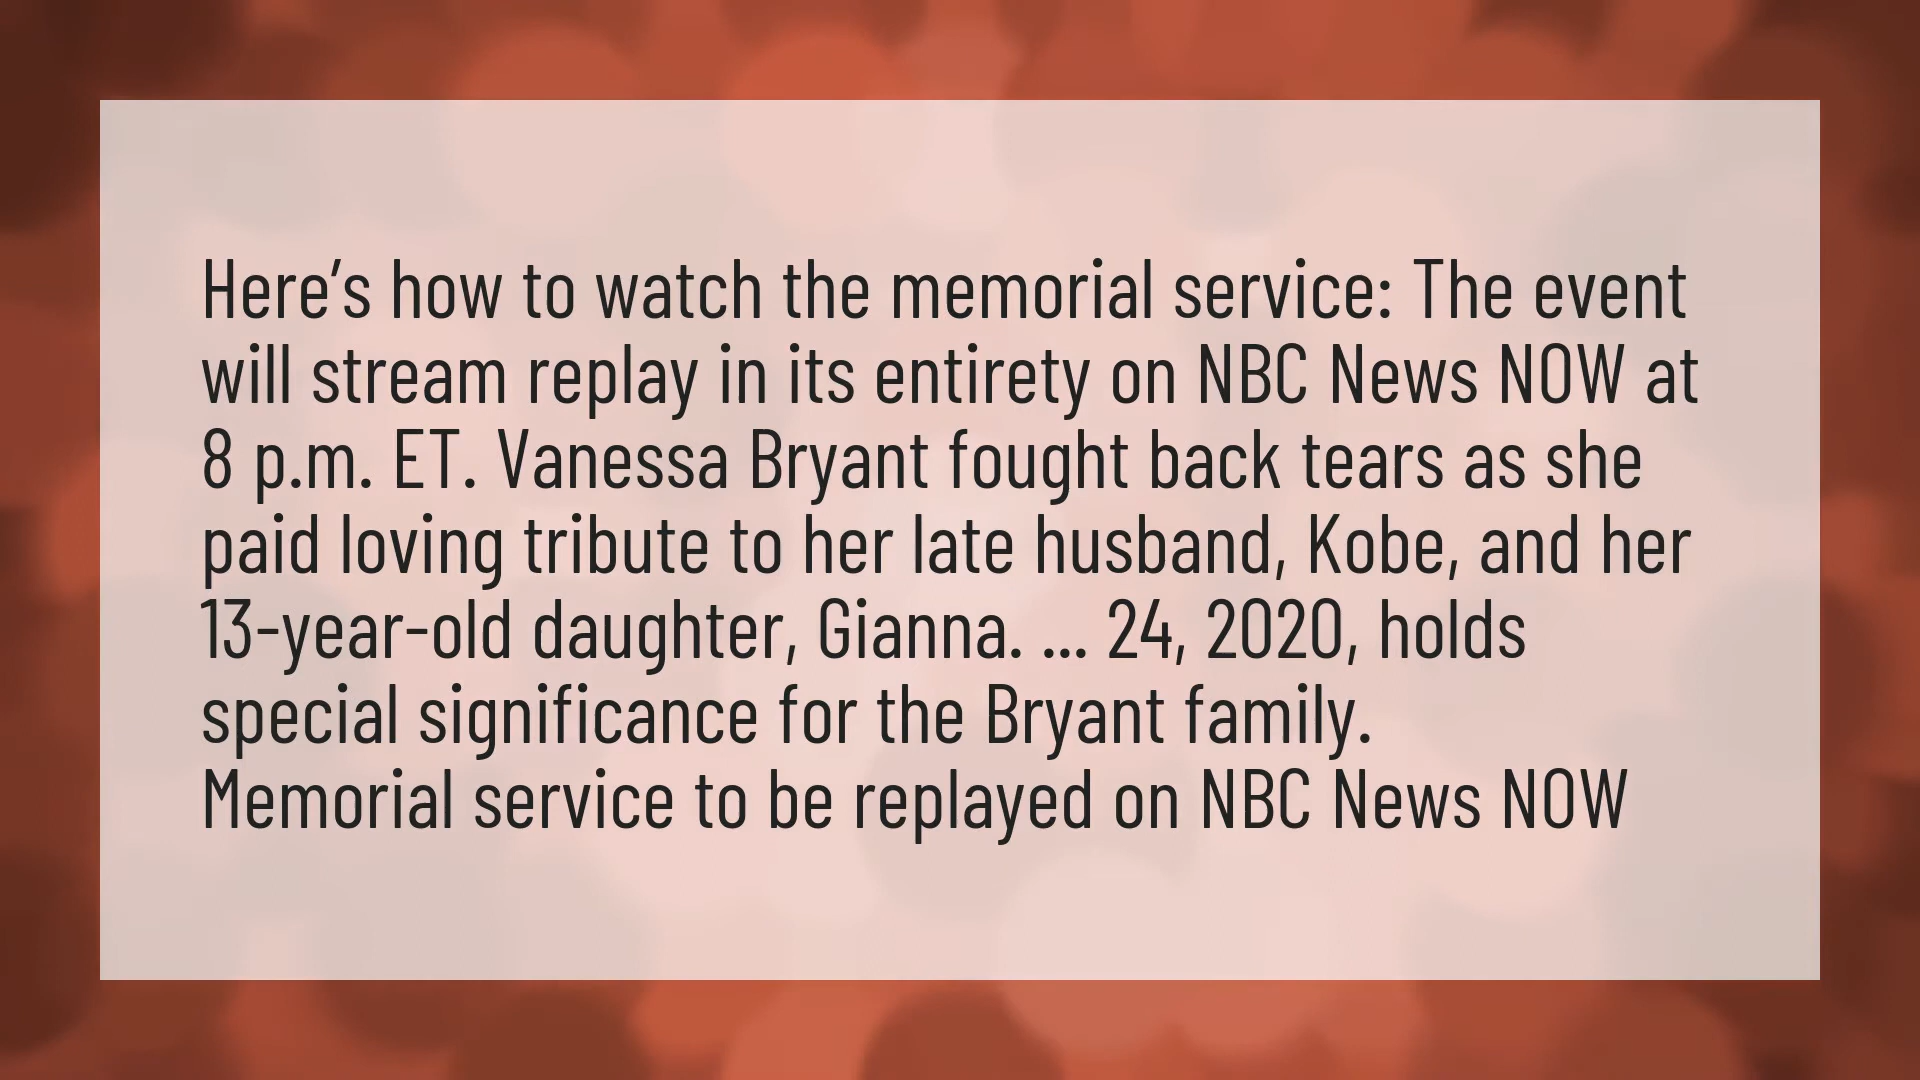 Here’s how to watch the memorial service: The event
will stream replay in its entirety on NBC News NOW at
8 p.m. ET. Vanessa Bryant fought back tears as she
paid loving tribute to her late husband, Kobe, and her
13-year-old daughter, Gianna. ... 24, 2020, holds
special significance for the Bryant family.
Memorial service to be replayed on NBC News NOW